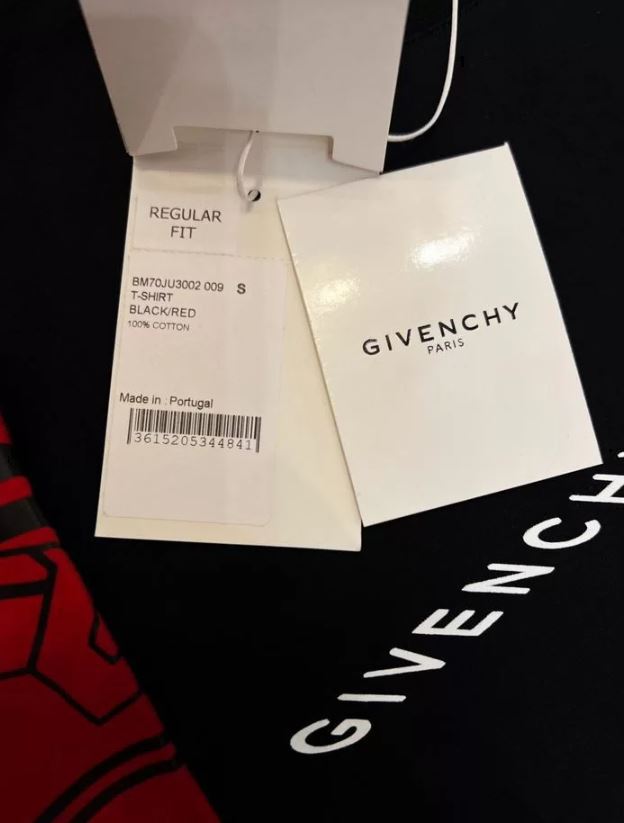 REGULAR
FIT
BM70JU3002 009 S
T-SHIRT
BLACK/RED
100% COTTON
Made in : Portugal
3615205344841
GIVENCHY
PARIS
GIVENCH